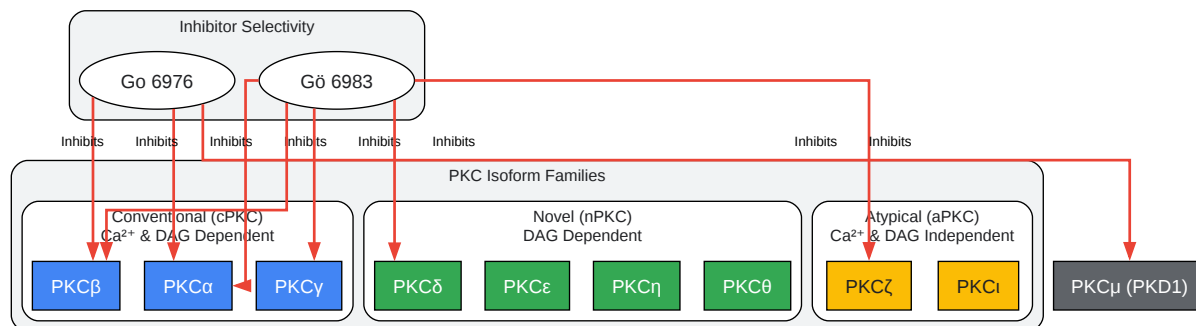 Inhibitor Selectivity
Go 6976
Gö 6983
Inhibits
Inhibits
Inhibits
Inhibits
Inhibits
Inhibits
Inhibits
Inhibits
PKC Isoform Families
Conventional (cPKC)
Ca²⁺ & DAG Dependent
Novel (nPKC)
DAG Dependent
Atypical (aPKC)
Ca²⁺ & DAG Independent
PKCβ
PKCα
PKCγ
PKCδ
PKCε
PKCη
PKCθ
PKCζ
PKCι
PKCμ (PKD1)